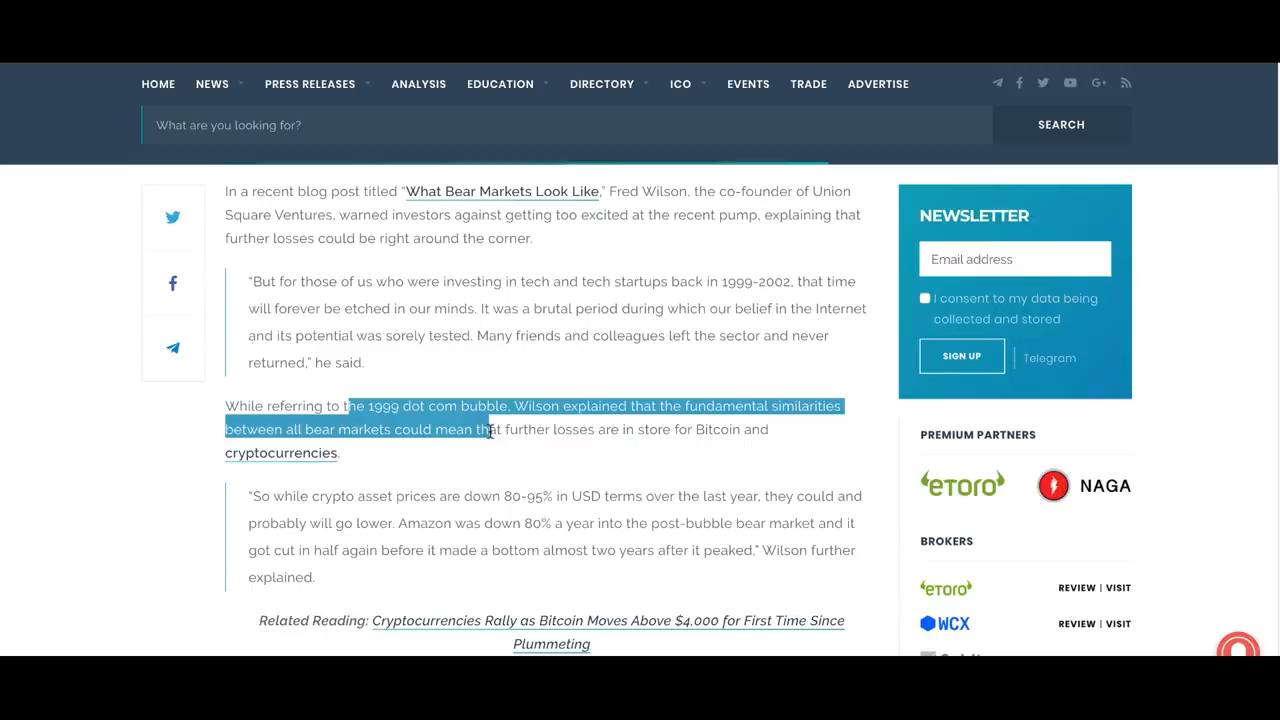 HOME NEWS PRESS RELEASES ANALYSIS EDUCATION DIRECTORY ICO EVENTS TRADE ADVERTISE
What are you looking for?
SEARCH
In a recent blog post titled “What Bear Markets Look Like,” Fred Wilson, the co-founder of Union
Square Ventures, warned investors against getting too excited at the recent pump, explaining that
further losses could be right around the corner.
“But for those of us who were investing in tech and tech startups back in 1999-2002, that time
will forever be etched in our minds. It was a brutal period during which our belief in the Internet
and its potential was sorely tested. Many friends and colleagues left the sector and never
returned,” he said.
While referring to the 1999 dot com bubble, Wilson explained that the fundamental similarities
between all bear markets could mean that further losses are in store for Bitcoin and
cryptocurrencies.
“So while crypto asset prices are down 80-95% in USD terms over the last year, they could and
probably will go lower. Amazon was down 80% a year into the post-bubble bear market and it
got cut in half again before it made a bottom almost two years after it peaked,” Wilson further
explained.
Related Reading: Cryptocurrencies Rally as Bitcoin Moves Above $4,000 for First Time Since
Plummeting
NEWSLETTER
Email address
I consent to my data being
collected and stored
SIGN UP
Telegram
PREMIUM PARTNERS
eToro
NAGA
BROKERS
eToro REVIEW | VISIT
WCX REVIEW | VISIT